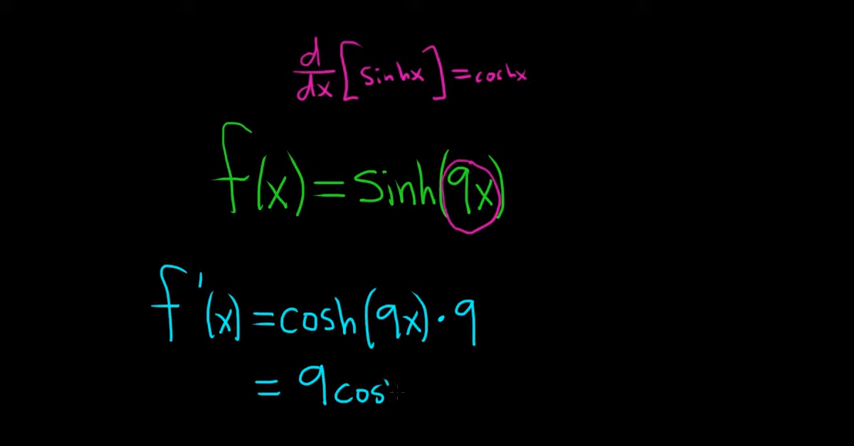 d/dx [sinhx] = coshx
f(x) = sinh(9x)
f'(x) = cosh(9x) · 9
= 9cos